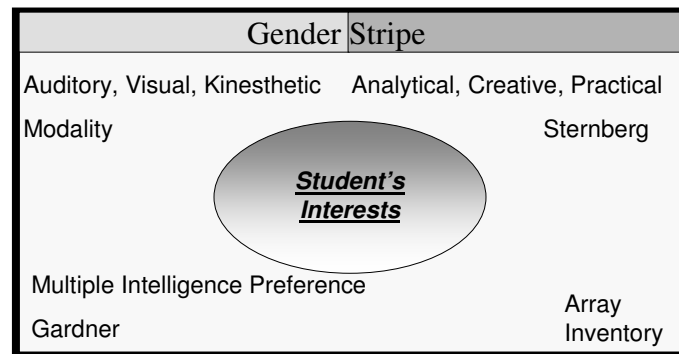 Gender Stripe
Auditory, Visual, Kinesthetic
Analytical, Creative, Practical
Modality
Sternberg
Student's
Interests
Multiple Intelligence Preference
Gardner
Array
Inventory